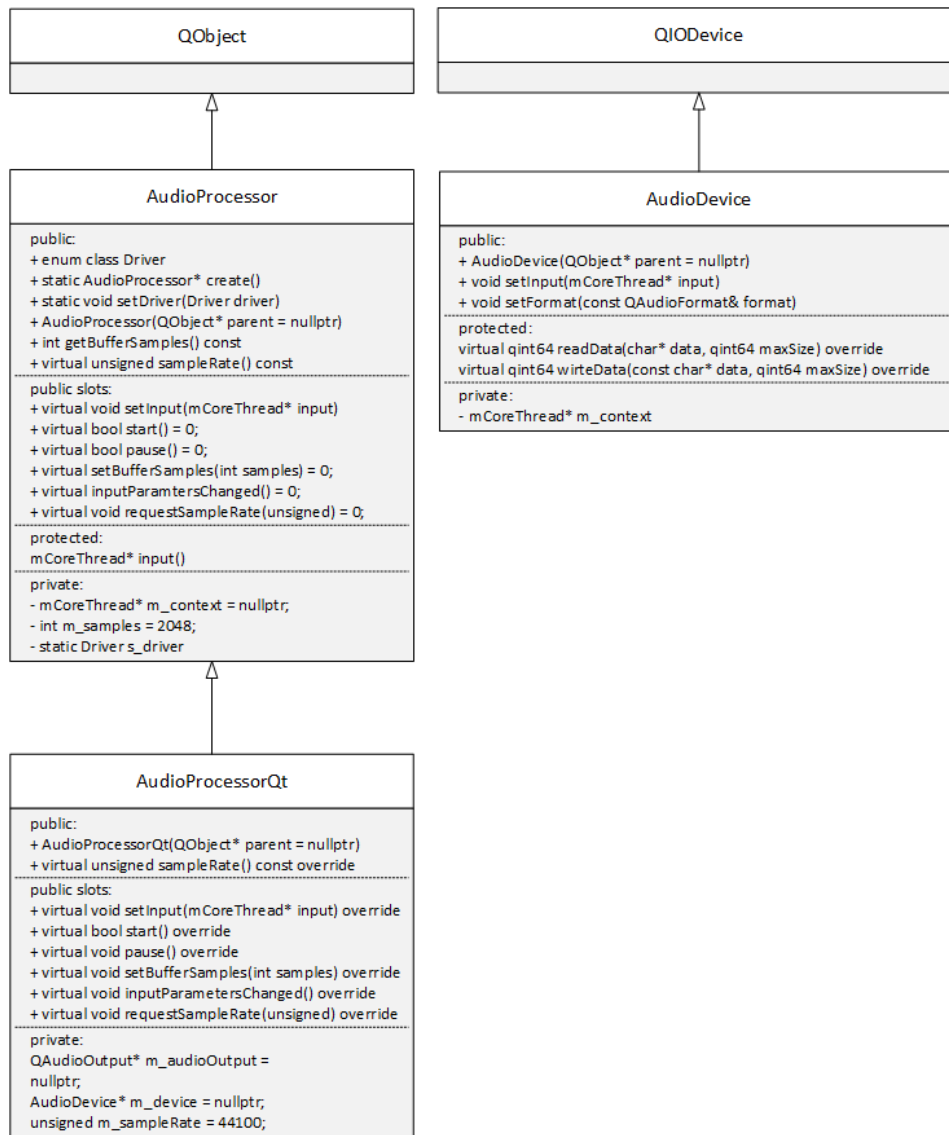 QObject
AudioProcessor
public:
+ enum class Driver
+ static AudioProcessor* create()
+ static void setDriver(Driver driver)
+ AudioProcessor(QObject* parent = nullptr)
+ int getBufferSamples() const
+ virtual unsigned sampleRate() const
public slots:
+ virtual void setInput(mCoreThread* input)
+ virtual bool start() = 0;
+ virtual bool pause() = 0;
+ virtual setBufferSamples(int samples) = 0;
+ virtual inputParamtersChanged() = 0;
+ virtual void requestSampleRate(unsigned) = 0;
protected:
mCoreThread* input()
private:
- mCoreThread* m_context = nullptr;
- int m_samples = 2048;
- static Driver s_driver
AudioProcessorQt
public:
+ AudioProcessorQt(QObject* parent = nullptr)
+ virtual unsigned sampleRate() const override
public slots:
+ virtual void setInput(mCoreThread* input) override
+ virtual bool start() override
+ virtual void pause() override
+ virtual void setBufferSamples(int samples) override
+ virtual void inputParametersChanged() override
+ virtual void requestSampleRate(unsigned) override
private:
QAudioOutput* m_audioOutput =
nullptr;
AudioDevice* m_device = nullptr;
unsigned m_sampleRate = 44100;
QIODevice
AudioDevice
public:
+ AudioDevice(QObject* parent = nullptr)
+ void setInput(mCoreThread* input)
+ void setFormat(const QAudioFormat& format)
protected:
virtual qint64 readData(char* data, qint64 maxSize) override
virtual qint64 wirteData(const char* data, qint64 maxSize) override
private:
- mCoreThread* m_context